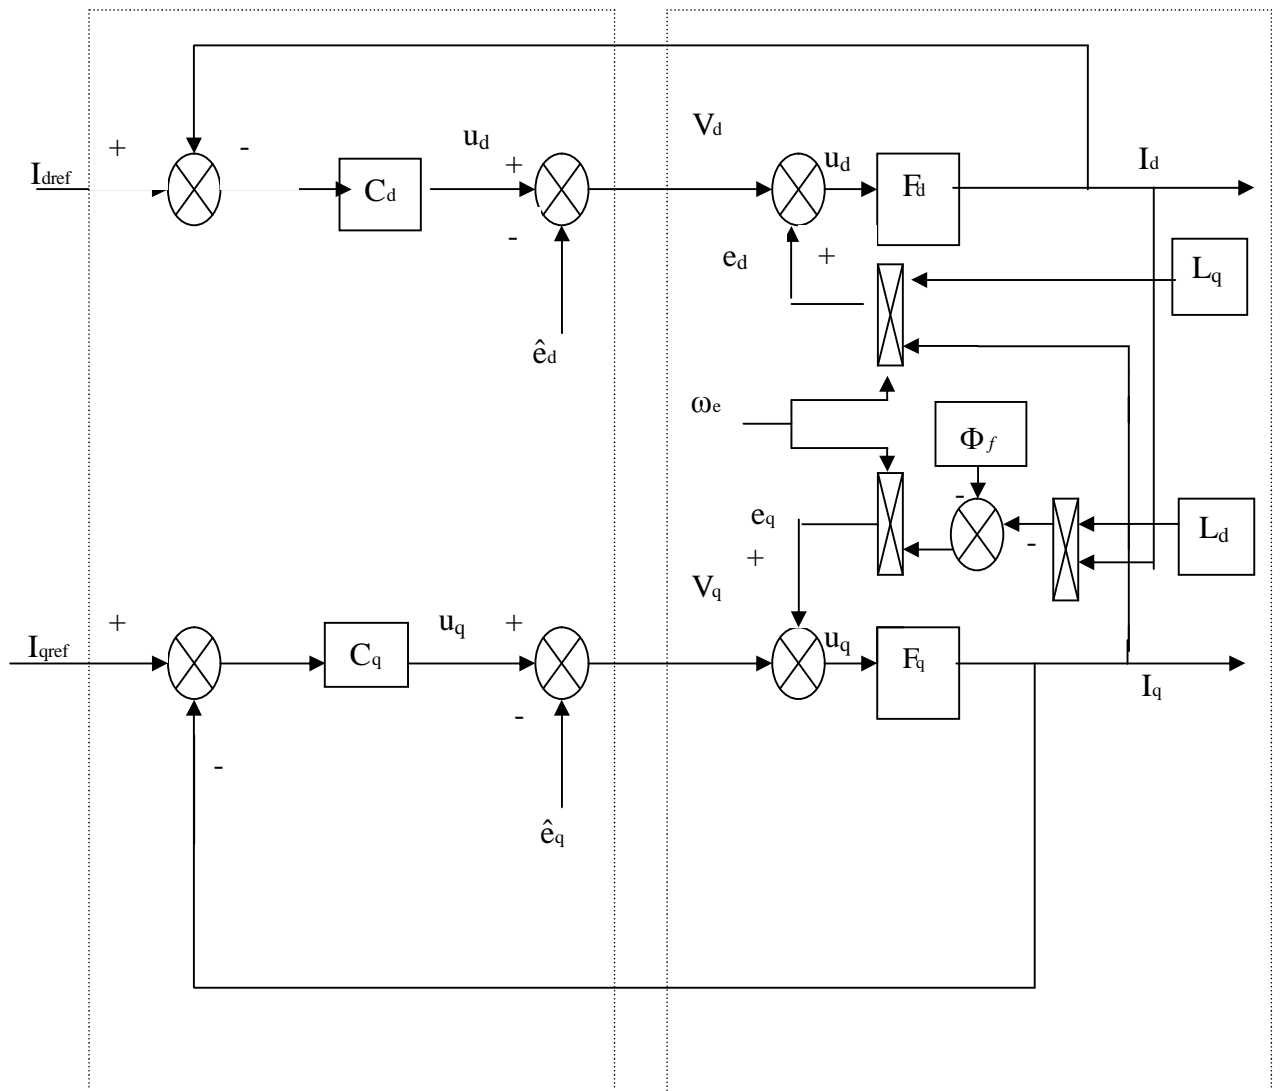 V_d
+
-
u_d
+
I_dref
C_d
u_d
F_d
I_d
-
e_d
+
L_q
ê_d
ω_e
Φ_f
-
e_q
-
L_d
+
V_q
+
u_q
+
I_qref
C_q
u_q
F_q
I_q
-
-
ê_q